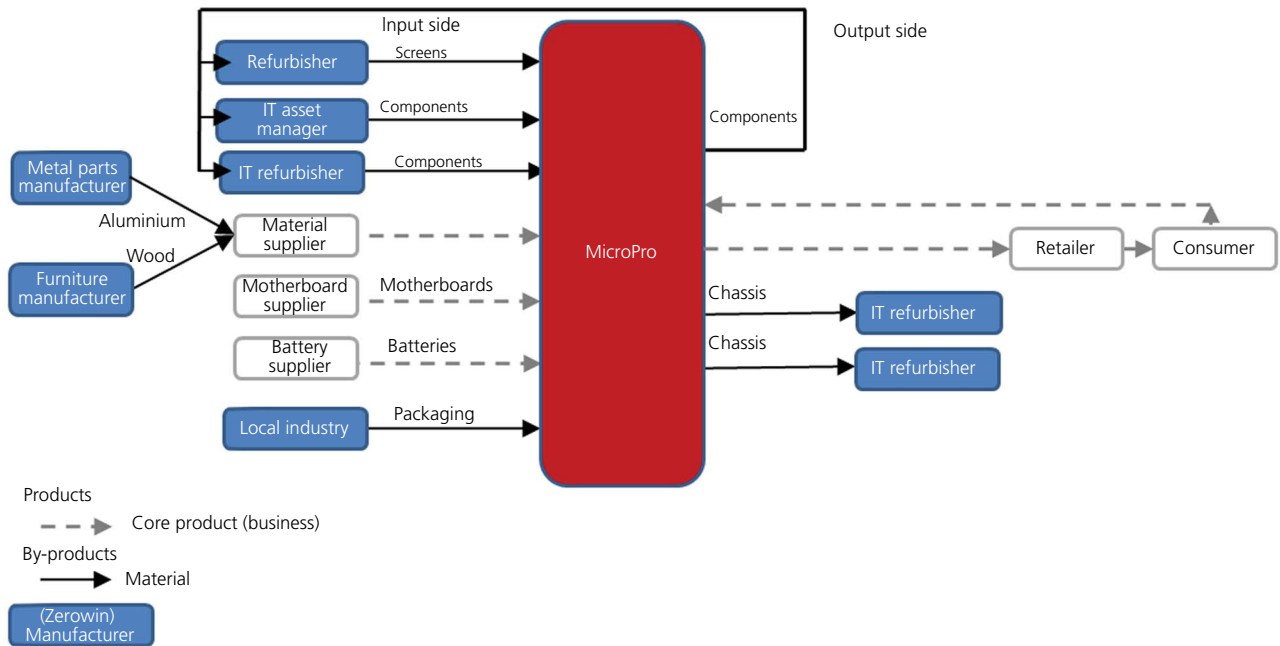 Input side
Output side
Refurbisher
Screens
IT asset
manager
Components
IT refurbisher
Components
Components
Metal parts
manufacturer
Aluminium
Wood
Furniture
manufacturer
Material
supplier
Motherboard
supplier
Motherboards
Battery
supplier
Batteries
Local industry
Packaging
MicroPro
Retailer
Consumer
Chassis
IT refurbisher
Chassis
IT refurbisher
Products
Core product (business)
By-products
Material
(Zerowin)
Manufacturer